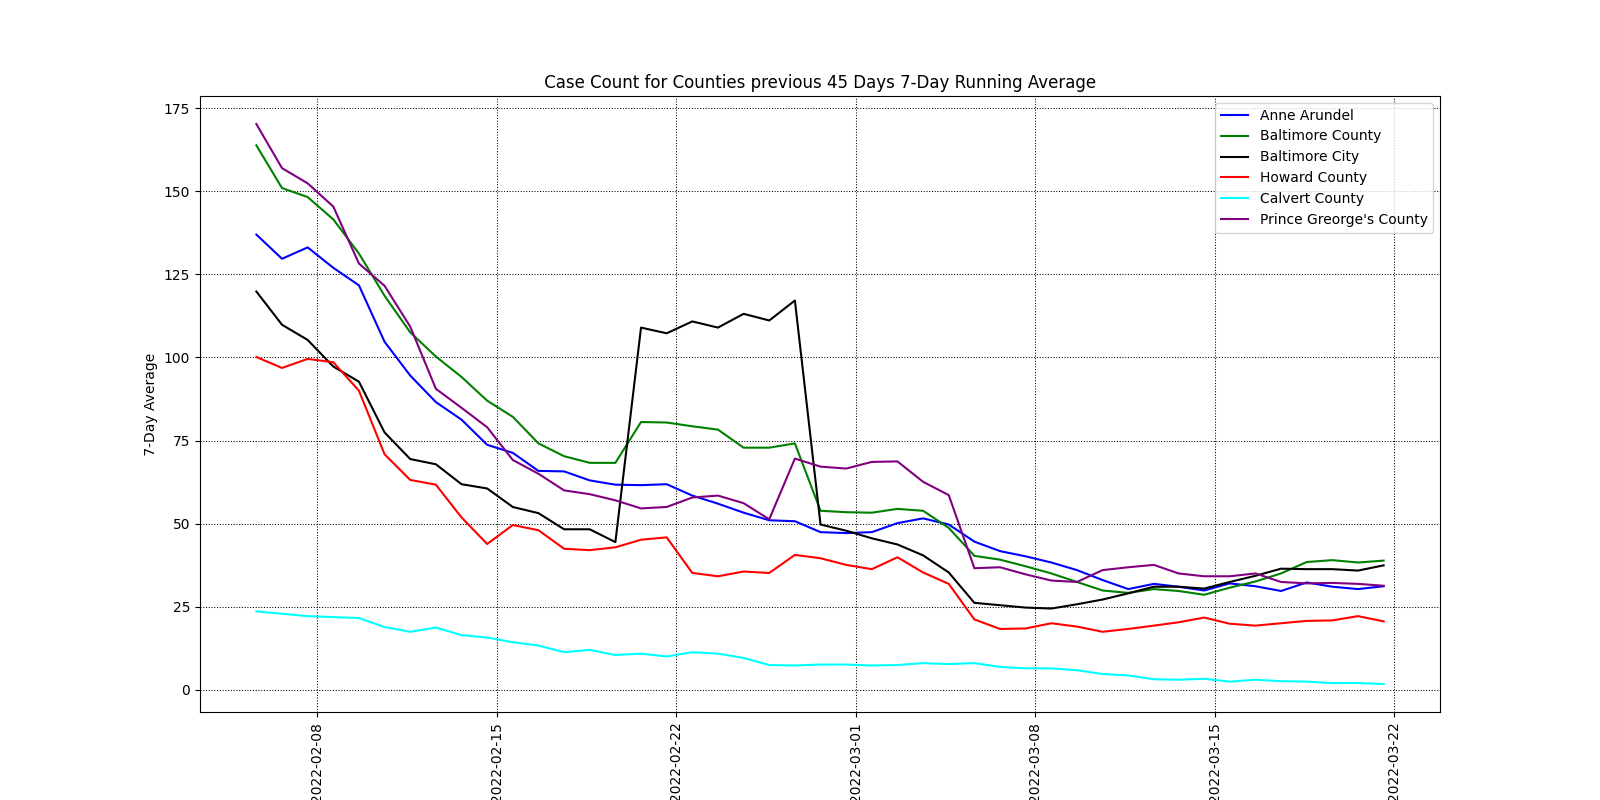 Case Count for Counties previous 45 Days 7-Day Running Average
175
150
125
100
75
50
25
0
7-Day Average
Anne Arundel
Baltimore County
Baltimore City
Howard County
Calvert County
Prince Greorge's County
2022-02-08
2022-02-15
2022-02-22
2022-03-01
2022-03-08
2022-03-15
2022-03-22